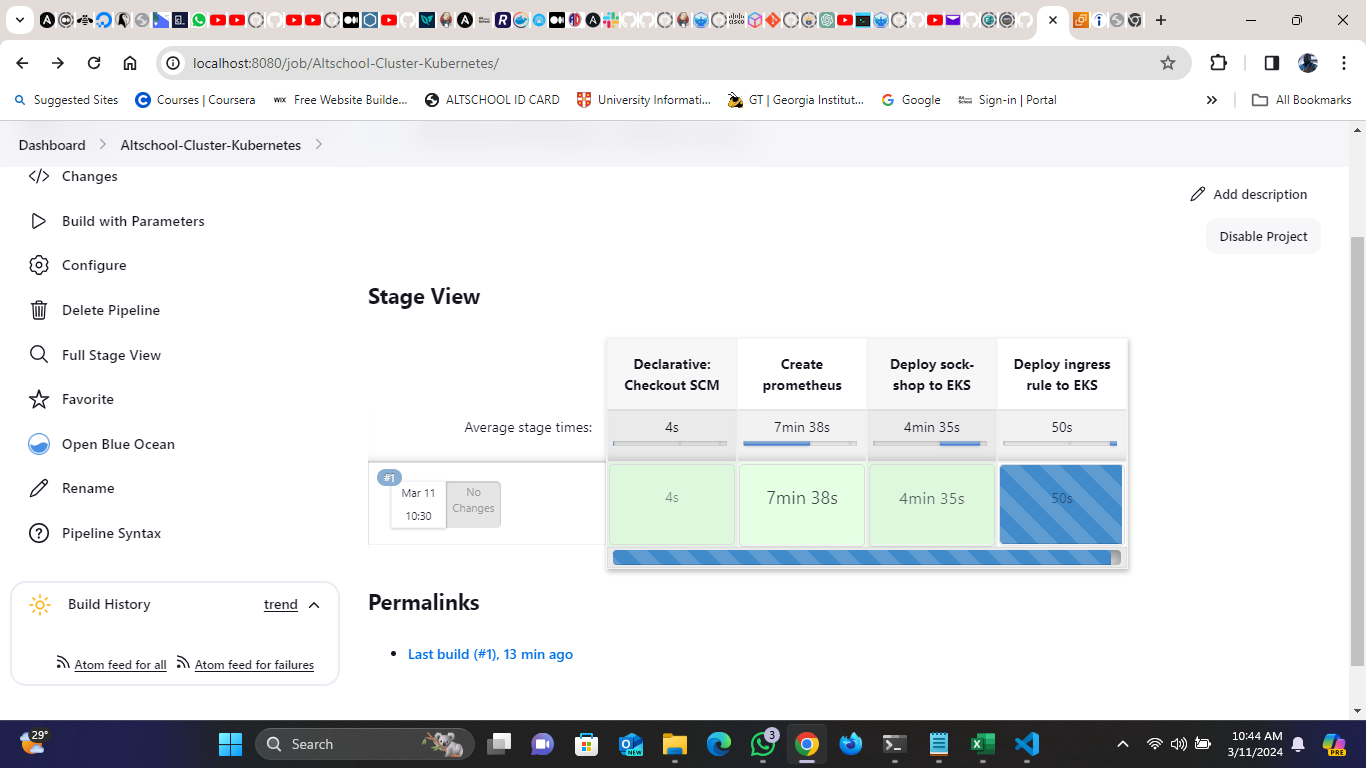 localhost:8080/job/Altschool-Cluster-Kubernetes/
Suggested Sites
Courses | Coursera
WIX
Free Website Builde...
ALTSCHOOL ID CARD
University Informati...
GT | Georgia Institut...
Google
Sign-in | Portal
All Bookmarks
Dashboard
Altschool-Cluster-Kubernetes
Changes
Build with Parameters
Configure
Delete Pipeline
Full Stage View
Favorite
Open Blue Ocean
Rename
Pipeline Syntax
Build History
trend
Atom feed for all
Atom feed for failures
Add description
Disable Project
Stage View
Declarative:
Checkout SCM
Create
prometheus
Deploy sock-
shop to EKS
Deploy ingress
rule to EKS
Average stage times:
4s
7min 38s
4min 35s
50s
#1
Mar 11
10:30
No
Changes
4s
7min 38s
4min 35s
50s
Permalinks
Last build (#1), 13 min ago
29°
Search
NEW
3
10:44 AM
3/11/2024
PRE